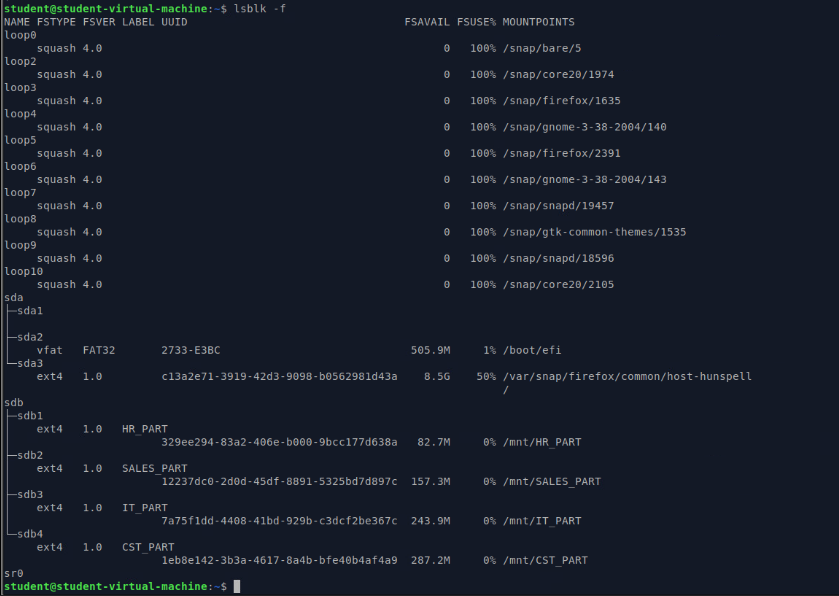 student@student-virtual-machine:~$ lsblk -f
NAME FSTYPE FSVER LABEL UUID FSAVAIL FSUSE% MOUNTPOINTS
loop0
squash 4.0 0 100% /snap/bare/5
loop2
squash 4.0 0 100% /snap/core20/1974
loop3
squash 4.0 0 100% /snap/firefox/1635
loop4
squash 4.0 0 100% /snap/gnome-3-38-2004/140
loop5
squash 4.0 0 100% /snap/firefox/2391
loop6
squash 4.0 0 100% /snap/gnome-3-38-2004/143
loop7
squash 4.0 0 100% /snap/snapd/19457
loop8
squash 4.0 0 100% /snap/gtk-common-themes/1535
loop9
squash 4.0 0 100% /snap/snapd/18596
loop10
squash 4.0 0 100% /snap/core20/2105
sda
├─sda1
├─sda2
│ vfat FAT32 2733-E3BC 505.9M 1% /boot/efi
└─sda3
ext4 1.0 c13a2e71-3919-42d3-9098-b0562981d43a 8.5G 50% /var/snap/firefox/common/host-hunspell
/
sdb
├─sdb1
│ ext4 1.0 HR_PART
│ 329ee294-83a2-406e-b000-9bcc177d638a 82.7M 0% /mnt/HR_PART
├─sdb2
│ ext4 1.0 SALES_PART
│ 12237dc0-2d0d-45df-8891-5325bd7d897c 157.3M 0% /mnt/SALES_PART
├─sdb3
│ ext4 1.0 IT_PART
│ 7a75f1dd-4408-41bd-929b-c3dcf2be367c 243.9M 0% /mnt/IT_PART
└─sdb4
ext4 1.0 CST_PART
1eb8e142-3b3a-4617-8a4b-bfe40b4af4a9 287.2M 0% /mnt/CST_PART
sr0
student@student-virtual-machine:~$